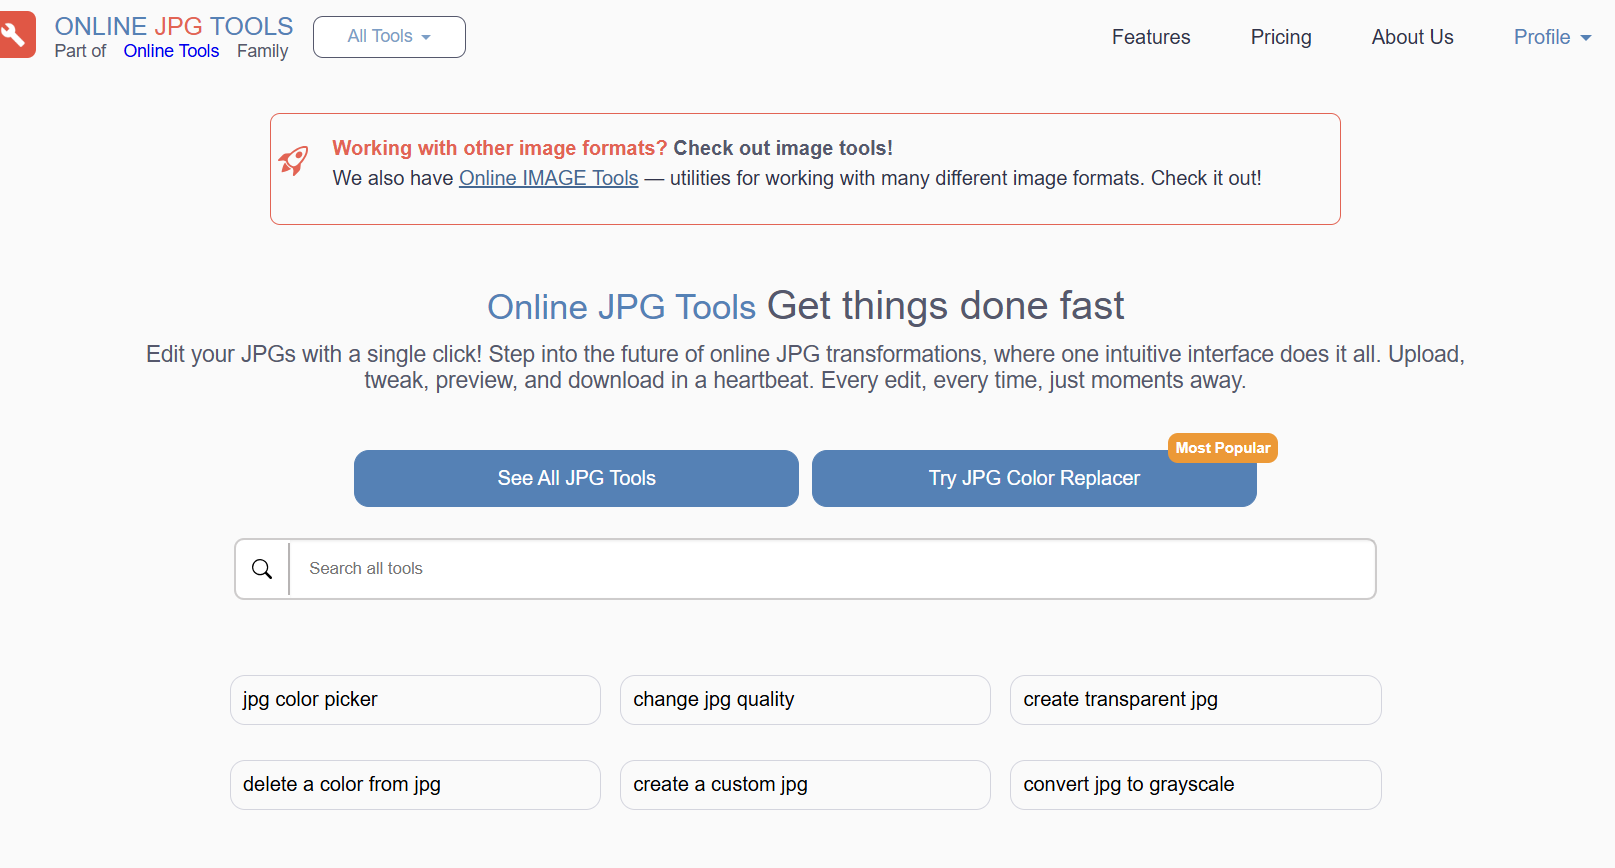 ONLINE JPG TOOLS
Part of Online Tools Family
All Tools
Features
Pricing
About Us
Profile
Working with other image formats? Check out image tools!
We also have Online IMAGE Tools — utilities for working with many different image formats. Check it out!
Online JPG Tools Get things done fast
Edit your JPGs with a single click! Step into the future of online JPG transformations, where one intuitive interface does it all. Upload,
tweak, preview, and download in a heartbeat. Every edit, every time, just moments away.
See All JPG Tools
Most Popular
Try JPG Color Replacer
Search all tools
jpg color picker
change jpg quality
create transparent jpg
delete a color from jpg
create a custom jpg
convert jpg to grayscale